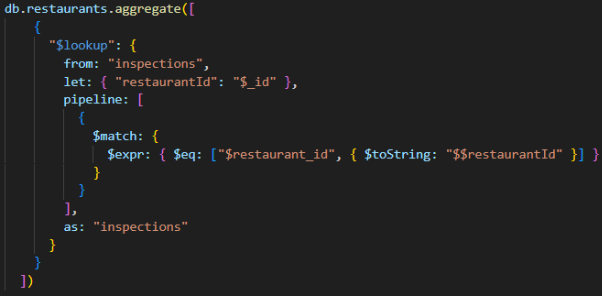 db.restaurants.aggregate([
{
"$lookup": {
from: "inspections",
let: { "restaurantId": "$_id" },
pipeline: [
{
$match: {
$expr: { $eq: ["$restaurant_id", { $toString: "$$restaurantId" }] }
}
}
],
as: "inspections"
}
}
])